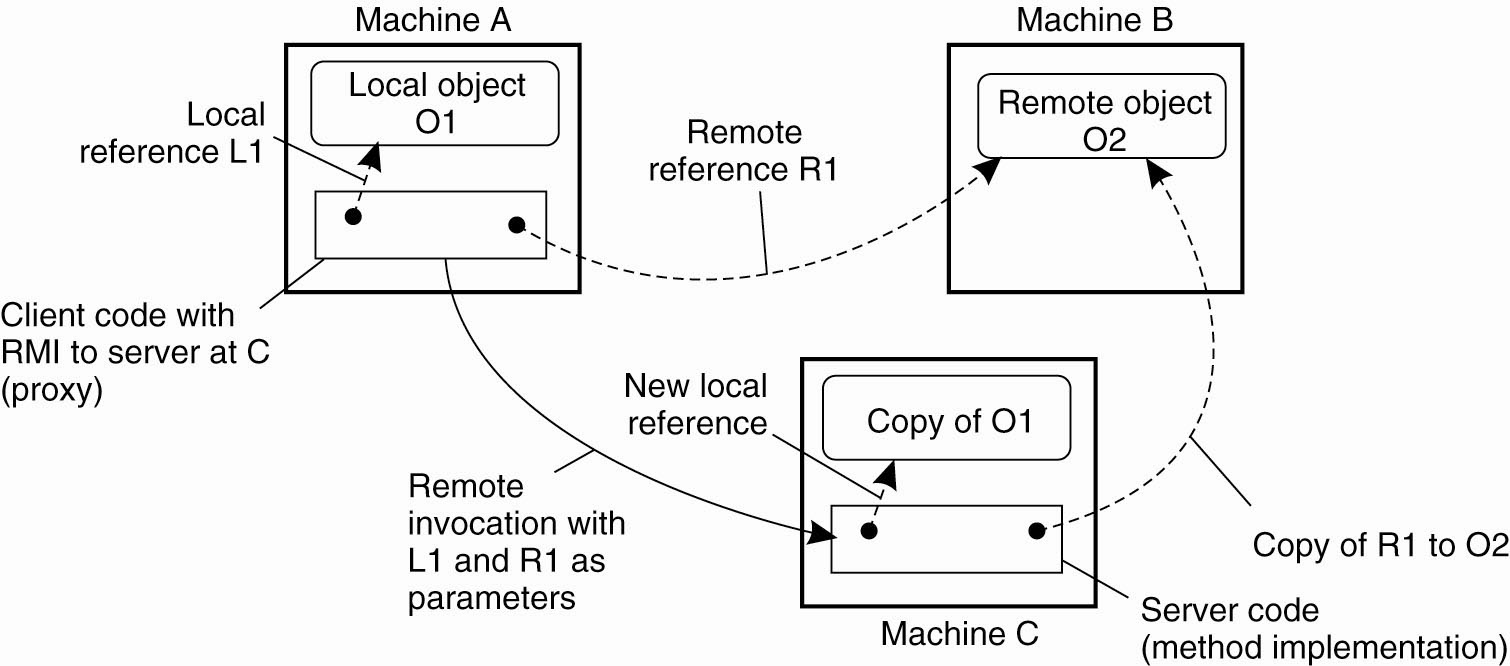 Machine A
Machine B
Local object
O1
Local
reference L1
Remote object
O2
Remote
reference R1
Client code with
RMI to server at C
(proxy)
New local
reference
Copy of O1
Remote
invocation with
L1 and R1 as
parameters
Copy of R1 to O2
Machine C
Server code
(method implementation)